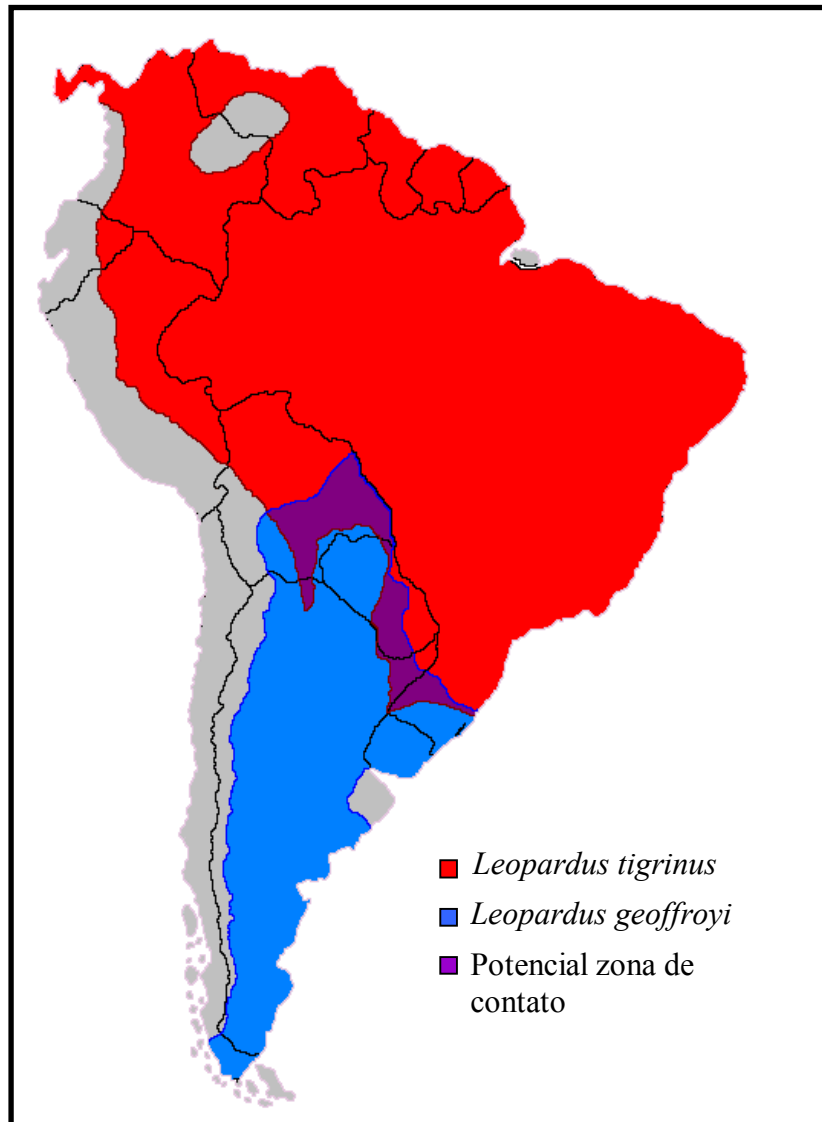 Leopardus tigrinus
Leopardus geoffroyi
Potencial zona de
contato